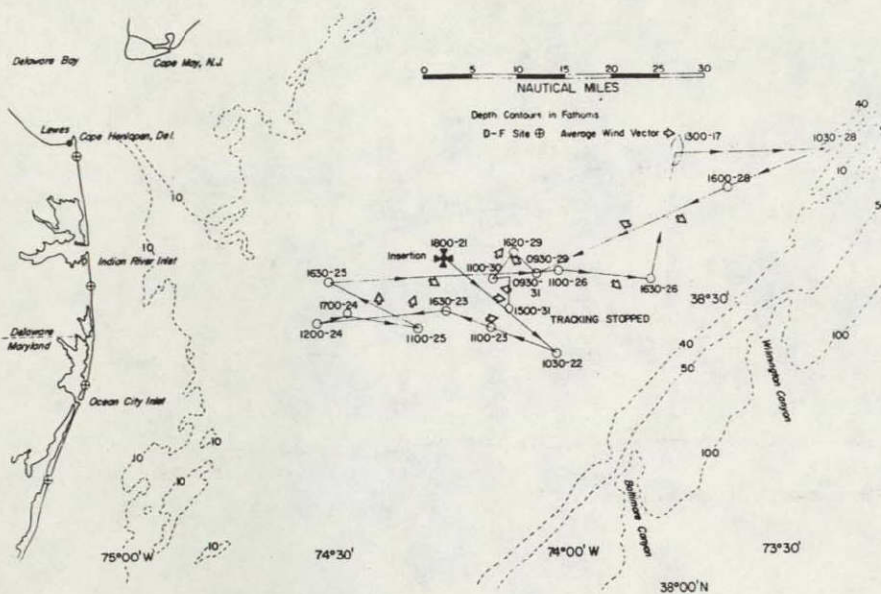 Delaware Bay
Cape May, N.J.
0 5 10 15 20 25 30
NAUTICAL MILES
Depth Contours in Fathoms
D-F Site Average Wind Vector
40
Lewes
Cape Henlopen, Del.
1300-17
1030-28
10
1600-28
10
50
10
1800-21
1620-29
Insertion
0930-29
Indian River Inlet
1630-25
1100-30
0930-31
1100-26
1630-26
38°30'
1700-24
1630-23
1500-31
TRACKING STOPPED
Delaware
Maryland
1200-24
1100-25
1100-23
1030-22
40
50
100
Wilmington Canyon
Ocean City Inlet
10
10
10
100
Baltimore Canyon
10
75°00' W
74°30'
74°00' W
73°30'
38°00'N